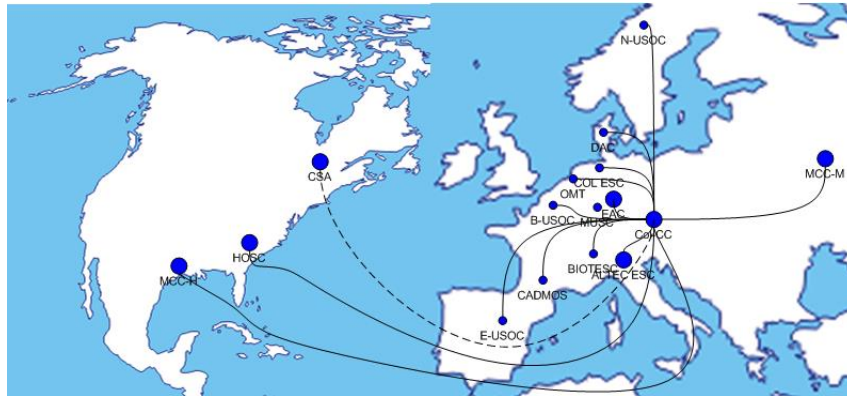 N-USOC
DAC
CSA
COL ESC
MCC-M
OMT
EAC
B-USOC
MUSC
Col-CC
HOSC
MCC-H
BIOTESC
ALTEC ESC
CADMOS
E-USOC